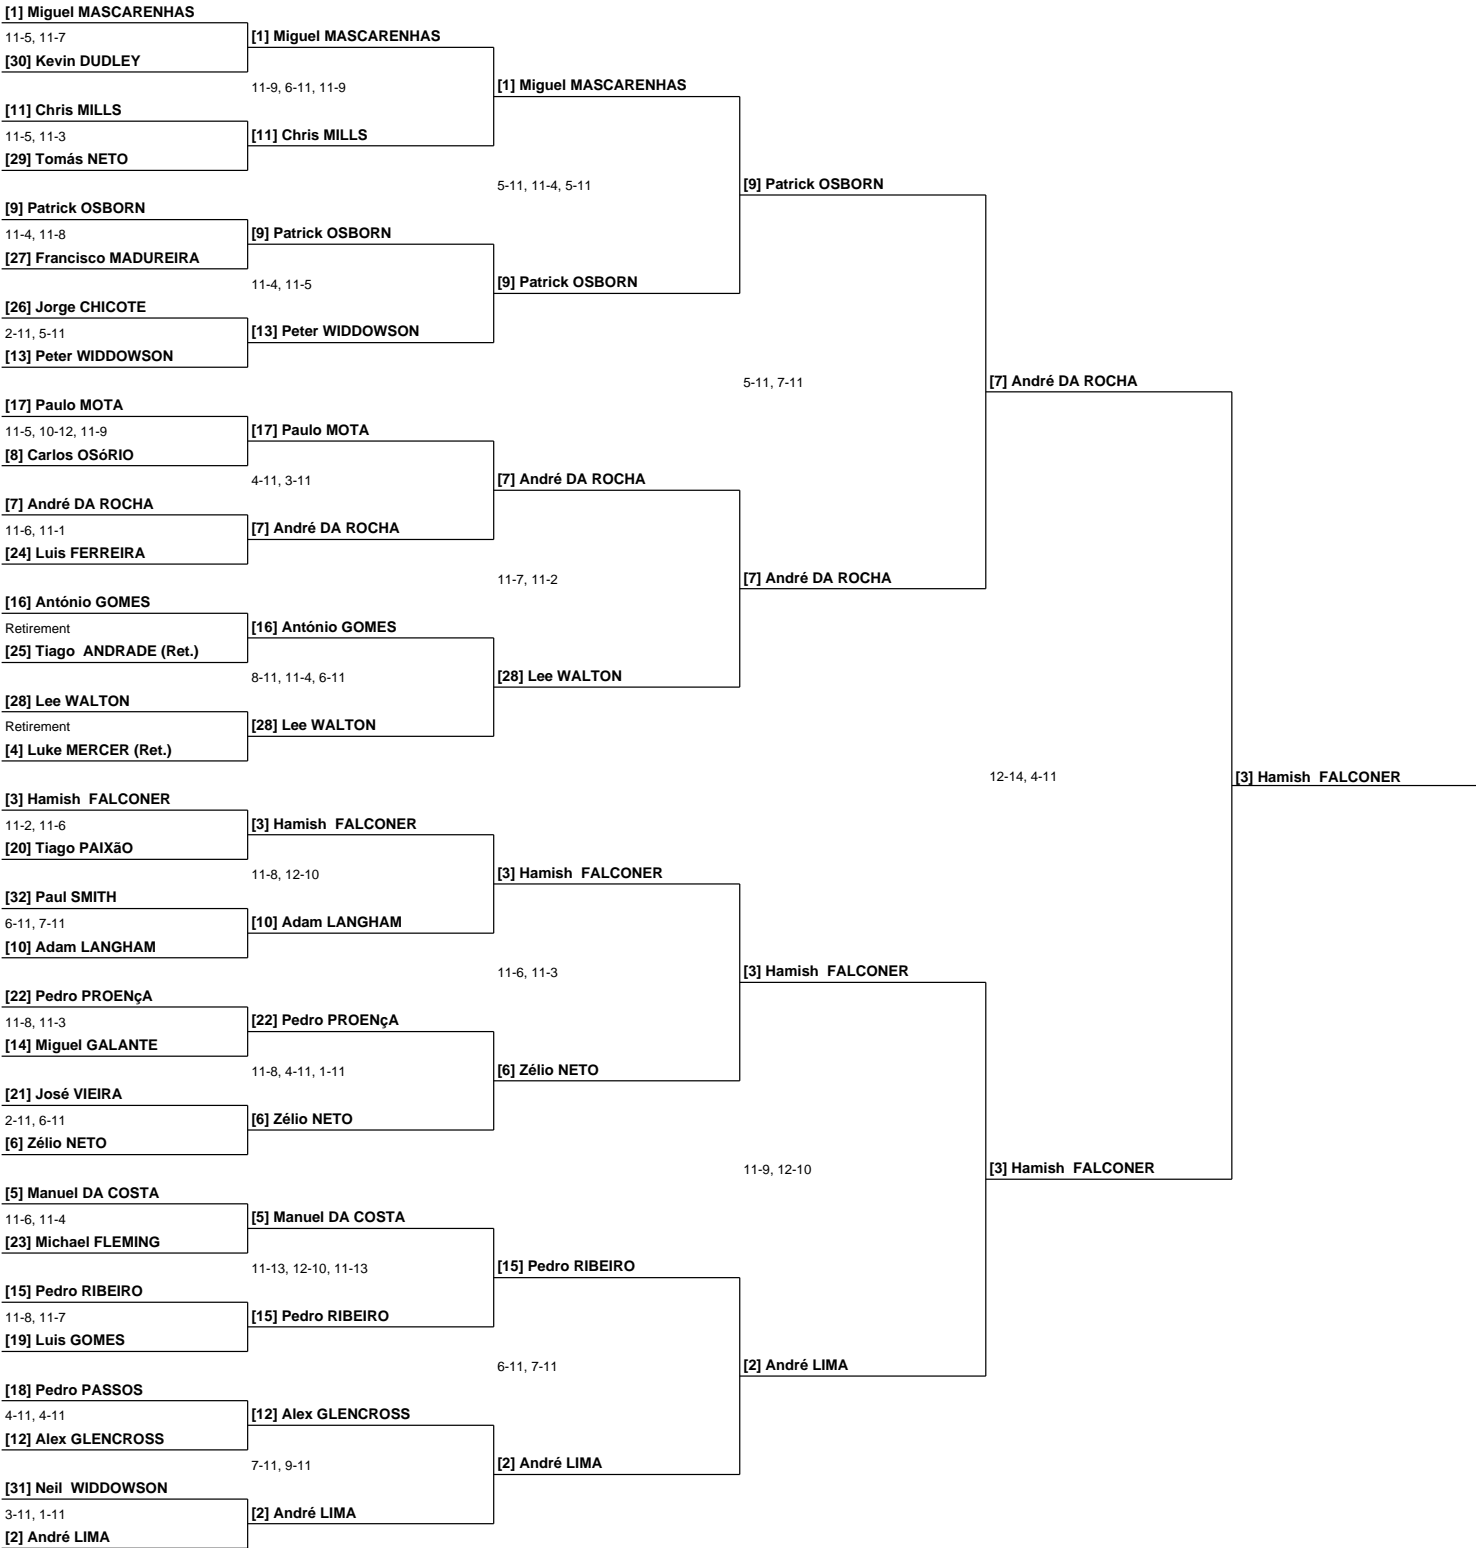 [1] Miguel MASCARENHAS
11-5, 11-7
[1] Miguel MASCARENHAS
[30] Kevin DUDLEY
11-9, 6-11, 11-9
[1] Miguel MASCARENHAS
[11] Chris MILLS
11-5, 11-3
[11] Chris MILLS
[29] Tomás NETO
5-11, 11-4, 5-11
[9] Patrick OSBORN
[9] Patrick OSBORN
11-4, 11-8
[9] Patrick OSBORN
[27] Francisco MADUREIRA
11-4, 11-5
[9] Patrick OSBORN
[26] Jorge CHICOTE
2-11, 5-11
[13] Peter WIDDOWSON
[13] Peter WIDDOWSON
5-11, 7-11
[7] André DA ROCHA
[17] Paulo MOTA
11-5, 10-12, 11-9
[17] Paulo MOTA
[8] Carlos OSóRIO
4-11, 3-11
[7] André DA ROCHA
[7] André DA ROCHA
11-6, 11-1
[7] André DA ROCHA
[24] Luis FERREIRA
11-7, 11-2
[7] André DA ROCHA
[16] António GOMES
Retirement
[16] António GOMES
[25] Tiago  ANDRADE (Ret.)
8-11, 11-4, 6-11
[28] Lee WALTON
[28] Lee WALTON
Retirement
[28] Lee WALTON
[4] Luke MERCER (Ret.)
12-14, 4-11
[3] Hamish  FALCONER
[3] Hamish  FALCONER
11-2, 11-6
[3] Hamish  FALCONER
[20] Tiago PAIXãO
11-8, 12-10
[3] Hamish  FALCONER
[32] Paul SMITH
6-11, 7-11
[10] Adam LANGHAM
[10] Adam LANGHAM
11-6, 11-3
[3] Hamish  FALCONER
[22] Pedro PROENçA
11-8, 11-3
[22] Pedro PROENçA
[14] Miguel GALANTE
11-8, 4-11, 1-11
[6] Zélio NETO
[21] José VIEIRA
2-11, 6-11
[6] Zélio NETO
[6] Zélio NETO
11-9, 12-10
[3] Hamish  FALCONER
[5] Manuel DA COSTA
11-6, 11-4
[5] Manuel DA COSTA
[23] Michael FLEMING
11-13, 12-10, 11-13
[15] Pedro RIBEIRO
[15] Pedro RIBEIRO
11-8, 11-7
[15] Pedro RIBEIRO
[19] Luis GOMES
6-11, 7-11
[2] André LIMA
[18] Pedro PASSOS
4-11, 4-11
[12] Alex GLENCROSS
[12] Alex GLENCROSS
7-11, 9-11
[2] André LIMA
[31] Neil  WIDDOWSON
3-11, 1-11
[2] André LIMA
[2] André LIMA